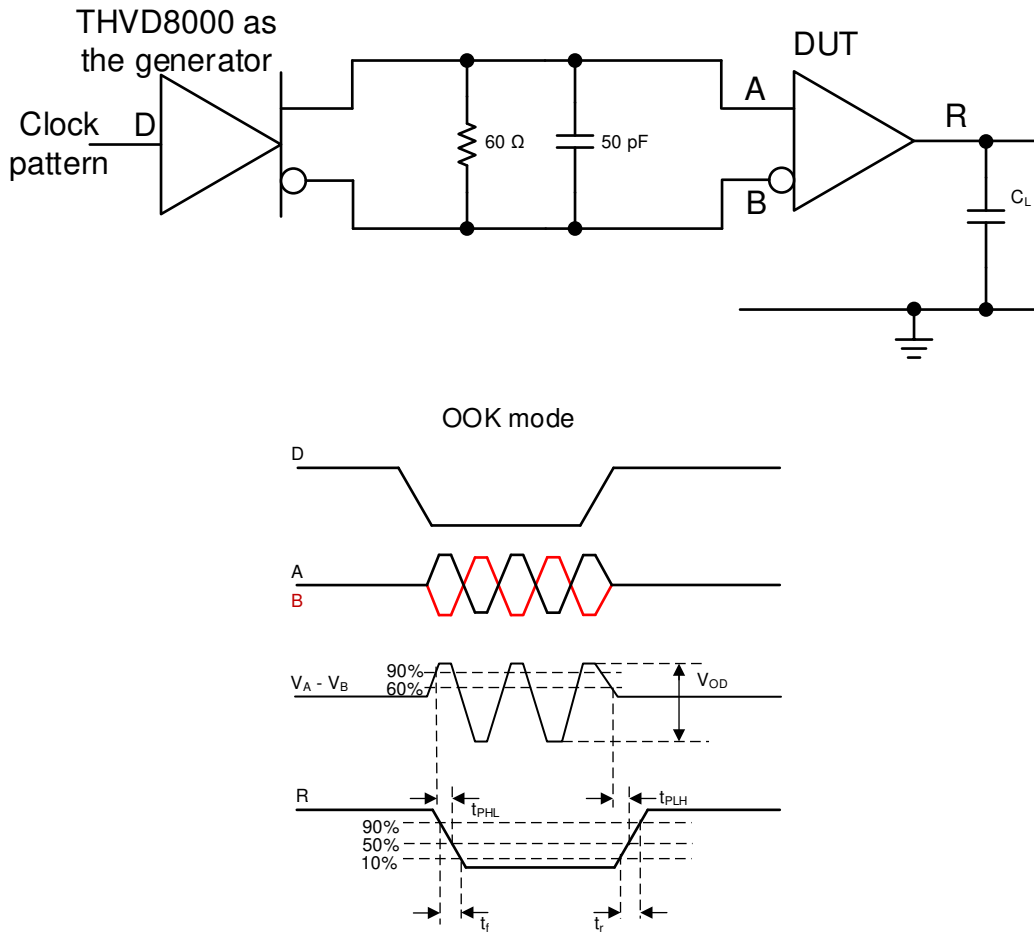 THVD8000 as
the generator
DUT
Clock
pattern
D
A
R
60 Ω
50 pF
B
CL
OOK mode
D
A
B
90%
VA - VB
60%
VOD
R
tPHL
tPLH
90%
50%
10%
tf
tr